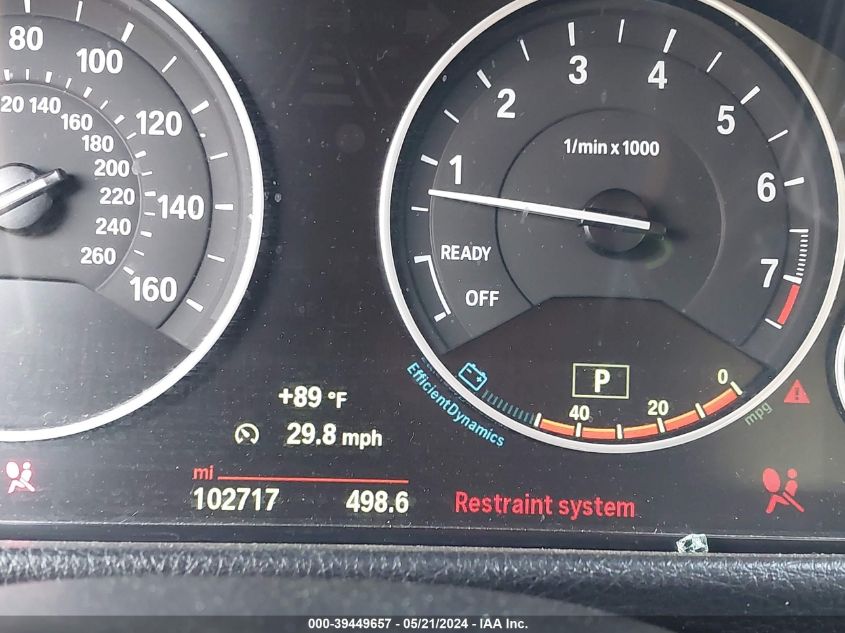 80
100
120
140
160
20 140
160
180
200
220
240
260
1/min x 1000
1
2
3
4
5
6
7
READY
OFF
P
EfficientDynamics
40
20
0
mpg
+89 °F
29.8 mph
mi
102717 498.6
Restraint system
000-39449657 - 05/21/2024 - IAA Inc.